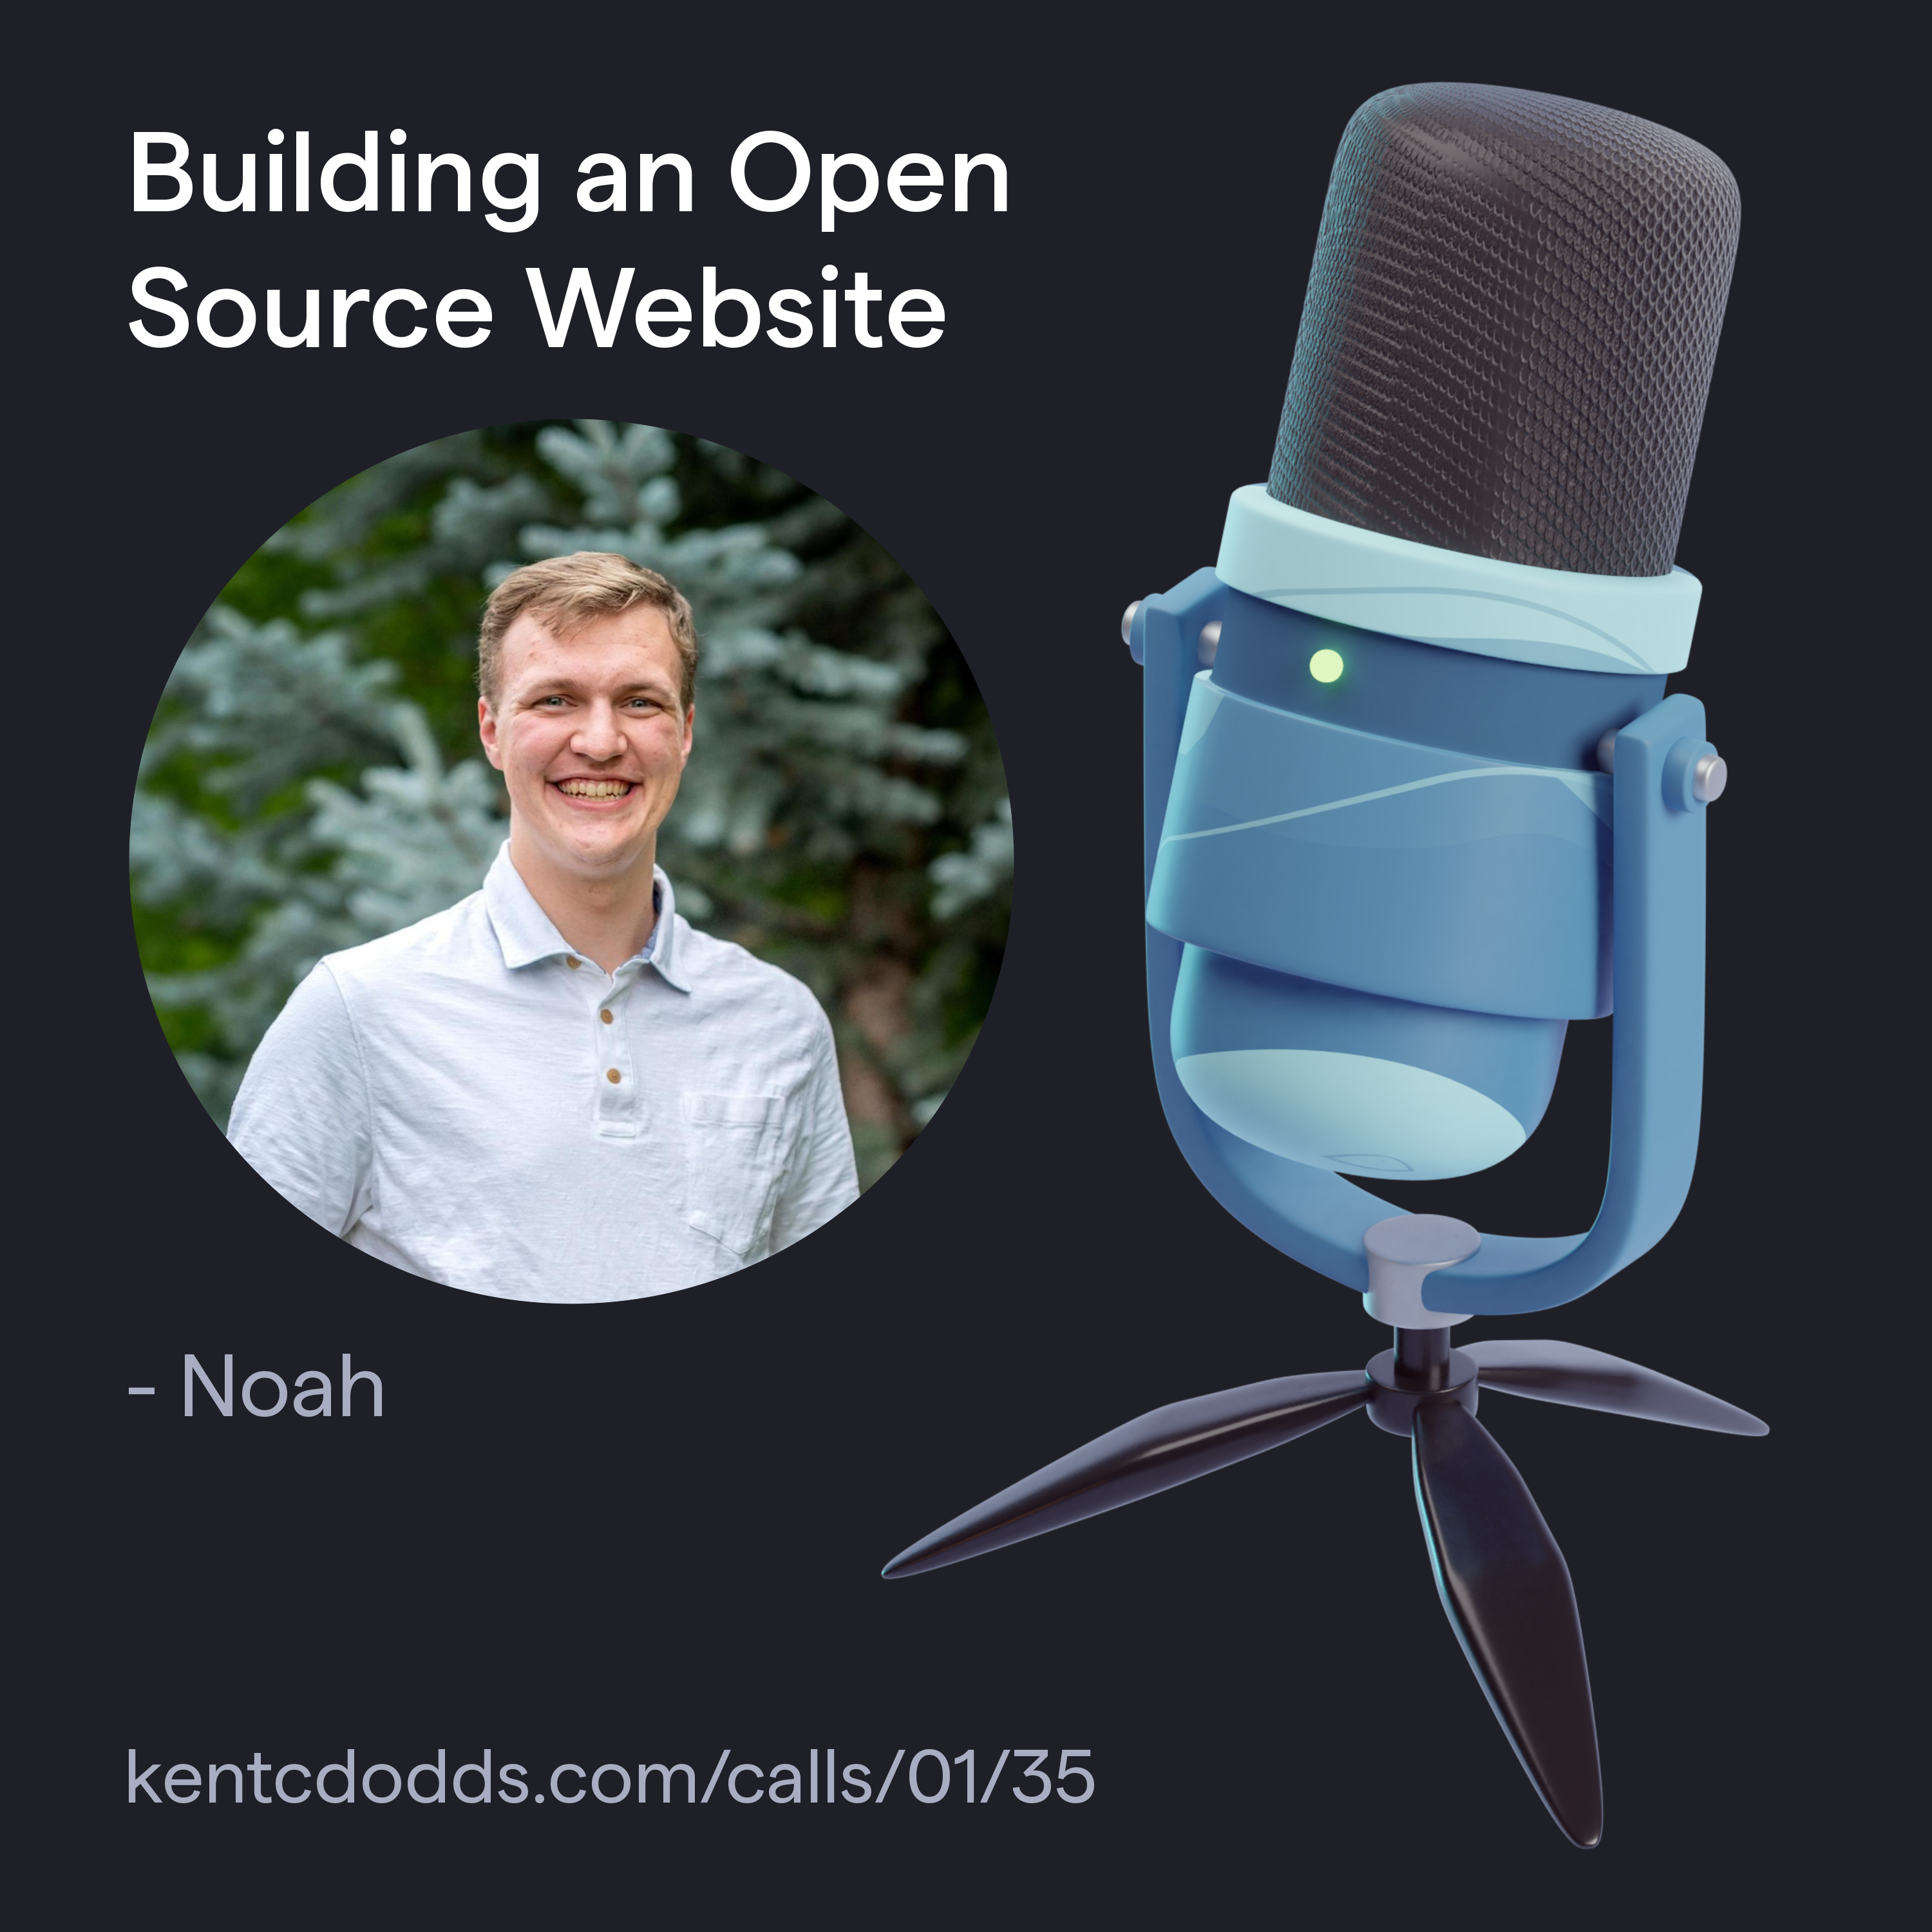 Building an Open
Source Website
- Noah
kentcdodds.com/calls/01/35